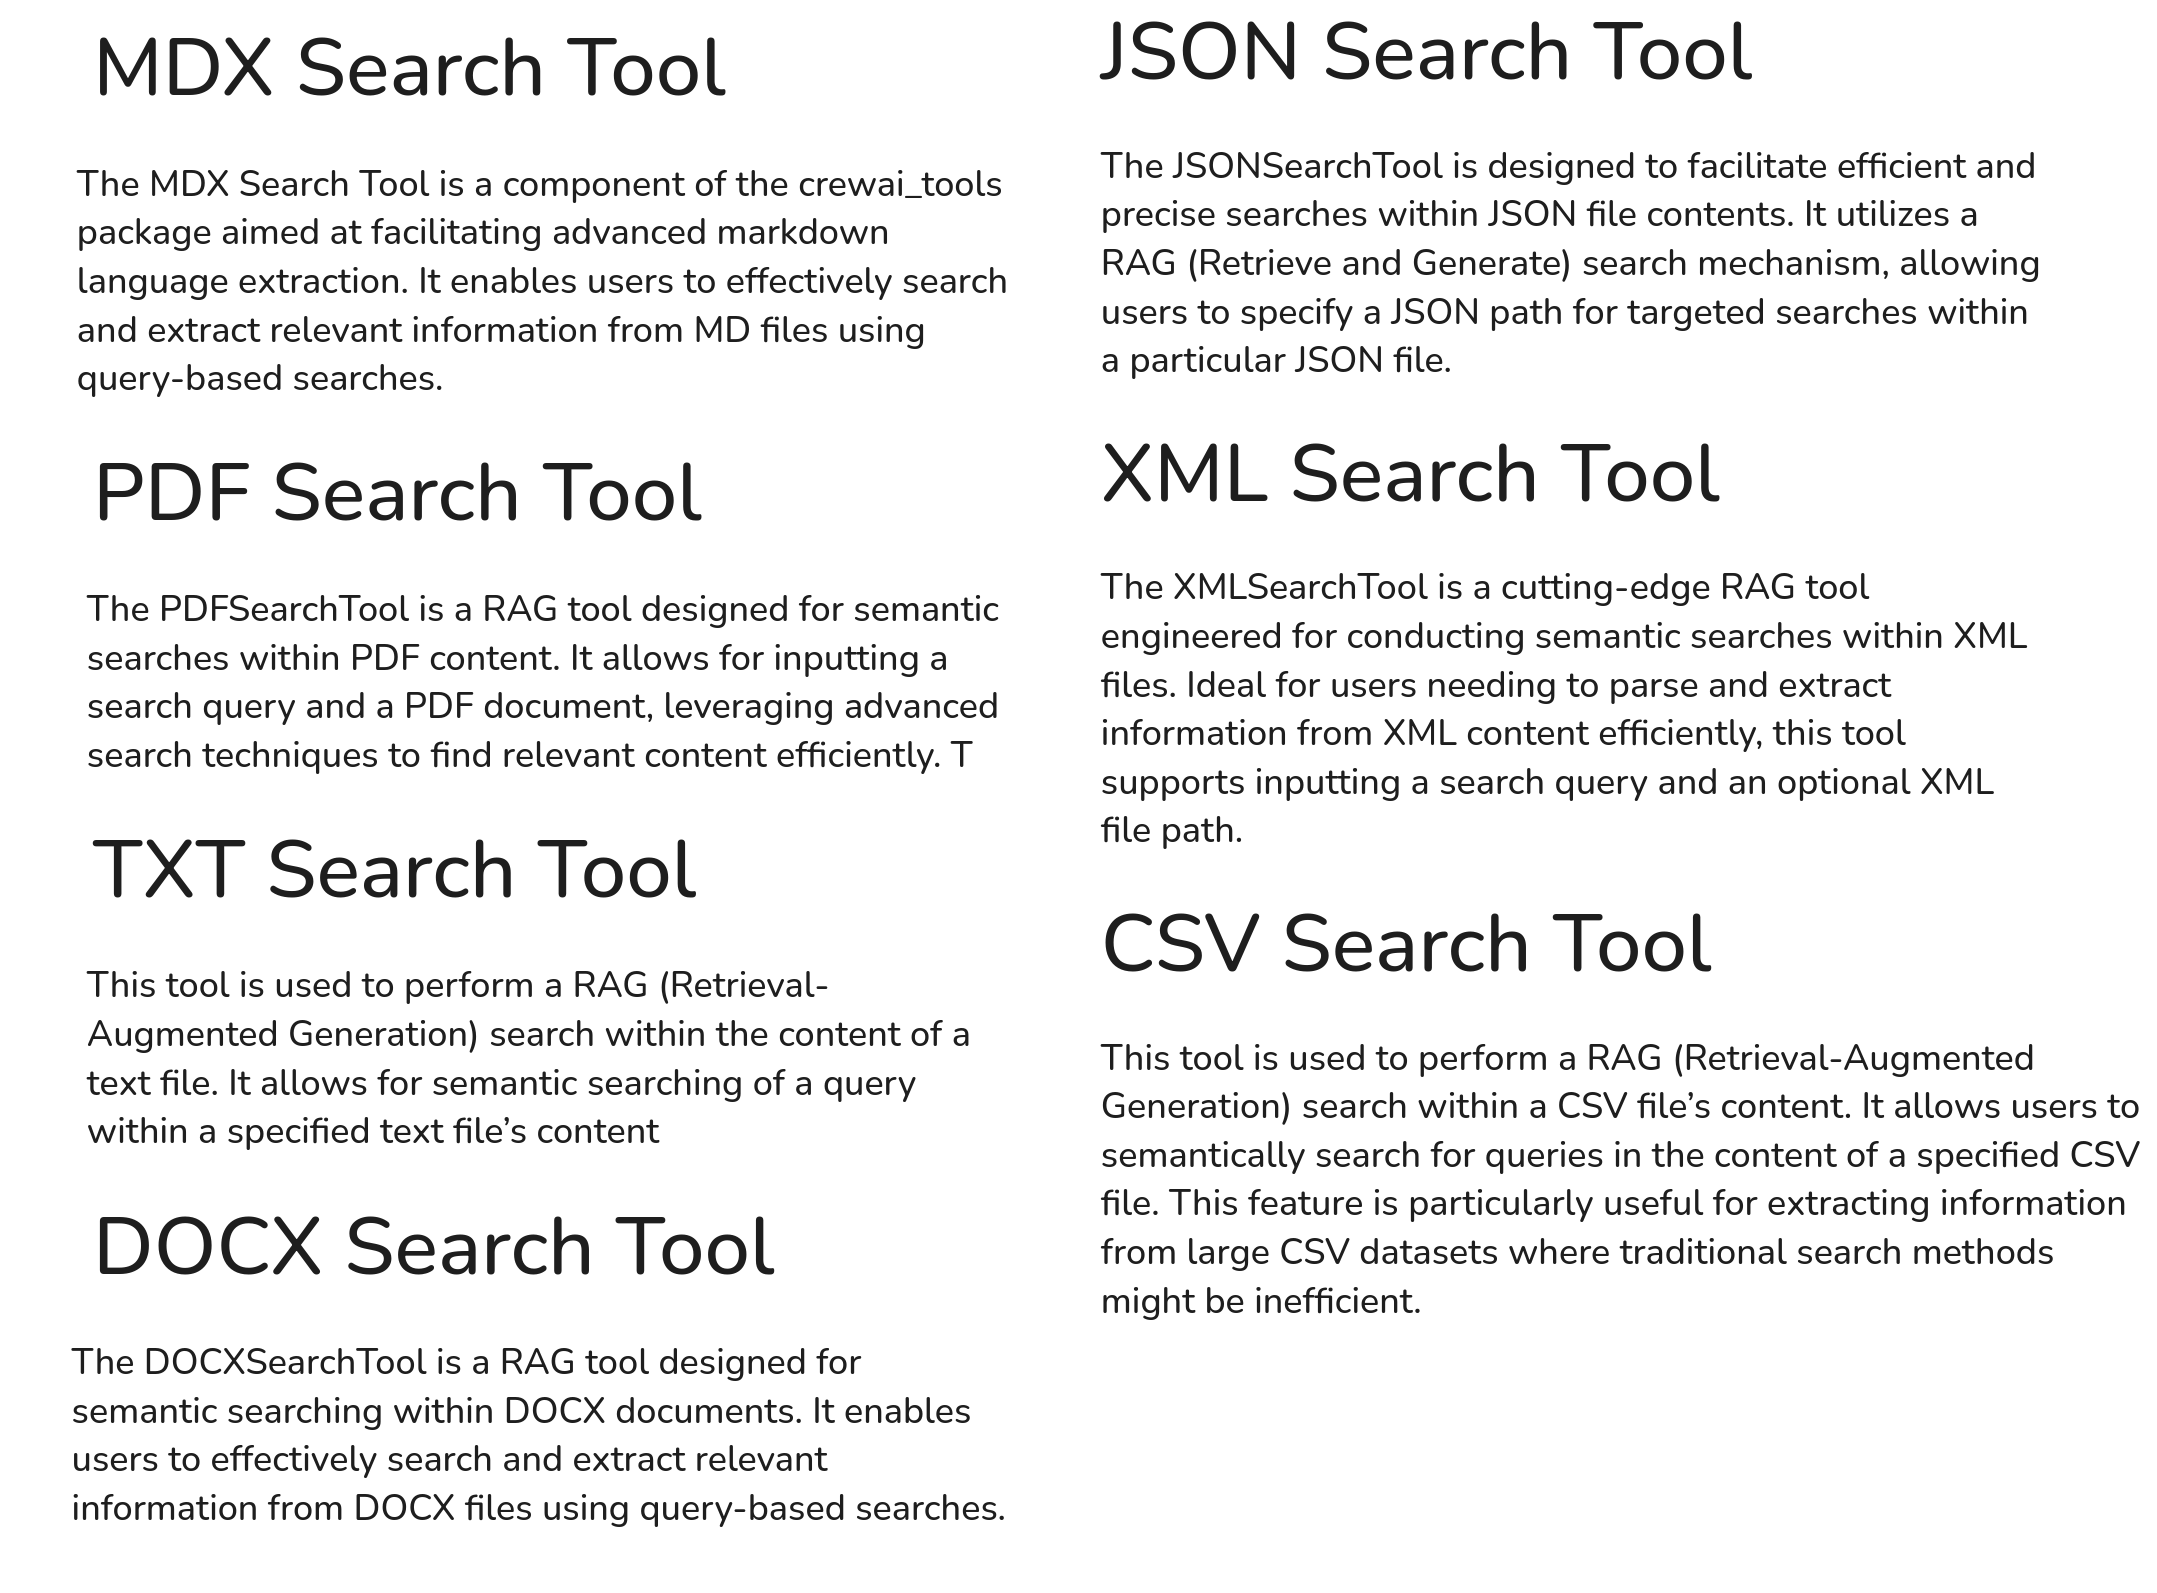 MDX Search Tool
The MDX Search Tool is a component of the crewai_tools
package aimed at facilitating advanced markdown
language extraction. It enables users to effectively search
and extract relevant information from MD files using
query-based searches.
PDF Search Tool
The PDFSearchTool is a RAG tool designed for semantic
searches within PDF content. It allows for inputting a
search query and a PDF document, leveraging advanced
search techniques to find relevant content efficiently. T
TXT Search Tool
This tool is used to perform a RAG (Retrieval-
Augmented Generation) search within the content of a
text file. It allows for semantic searching of a query
within a specified text file’s content
DOCX Search Tool
The DOCXSearchTool is a RAG tool designed for
semantic searching within DOCX documents. It enables
users to effectively search and extract relevant
information from DOCX files using query-based searches.
JSON Search Tool
The JSONSearchTool is designed to facilitate efficient and
precise searches within JSON file contents. It utilizes a
RAG (Retrieve and Generate) search mechanism, allowing
users to specify a JSON path for targeted searches within
a particular JSON file.
XML Search Tool
The XMLSearchTool is a cutting-edge RAG tool
engineered for conducting semantic searches within XML
files. Ideal for users needing to parse and extract
information from XML content efficiently, this tool
supports inputting a search query and an optional XML
file path.
CSV Search Tool
This tool is used to perform a RAG (Retrieval-Augmented
Generation) search within a CSV file’s content. It allows users to
semantically search for queries in the content of a specified CSV
file. This feature is particularly useful for extracting information
from large CSV datasets where traditional search methods
might be inefficient.